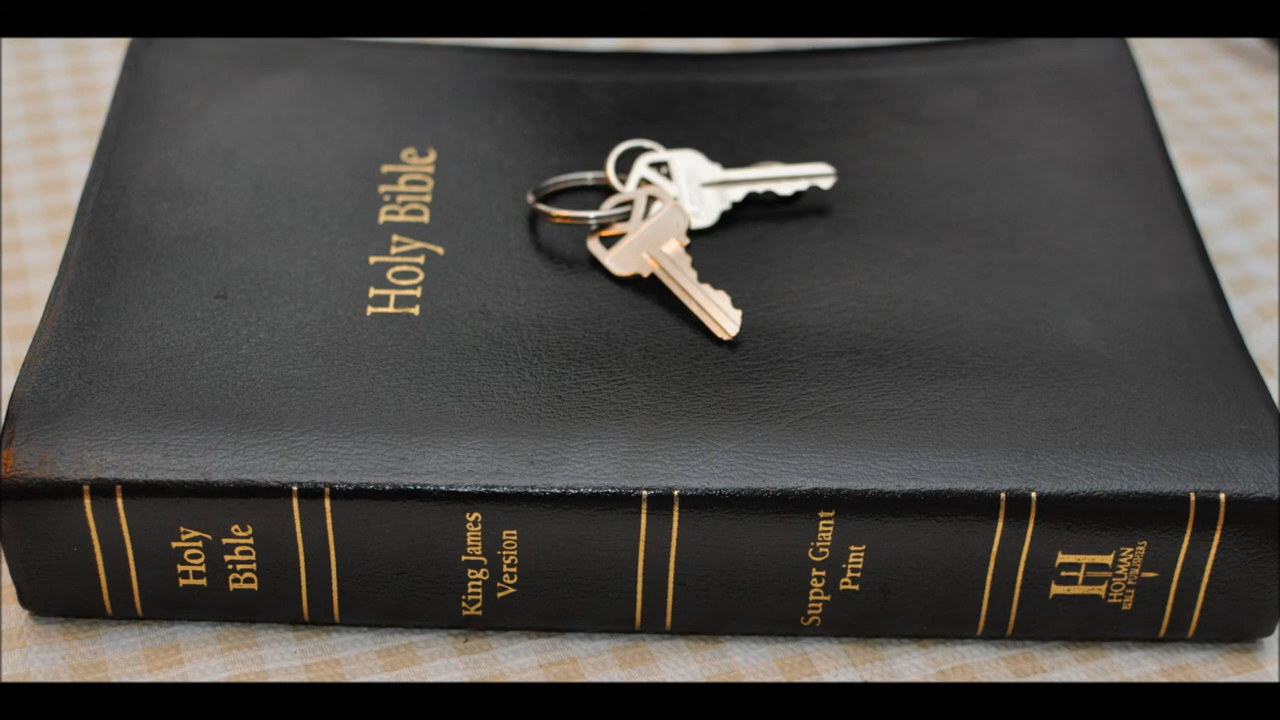 Holy Bible
Holy
Bible
King James
Version
Super Giant
Print
HOLMAN
BIBLE PUBLISHERS